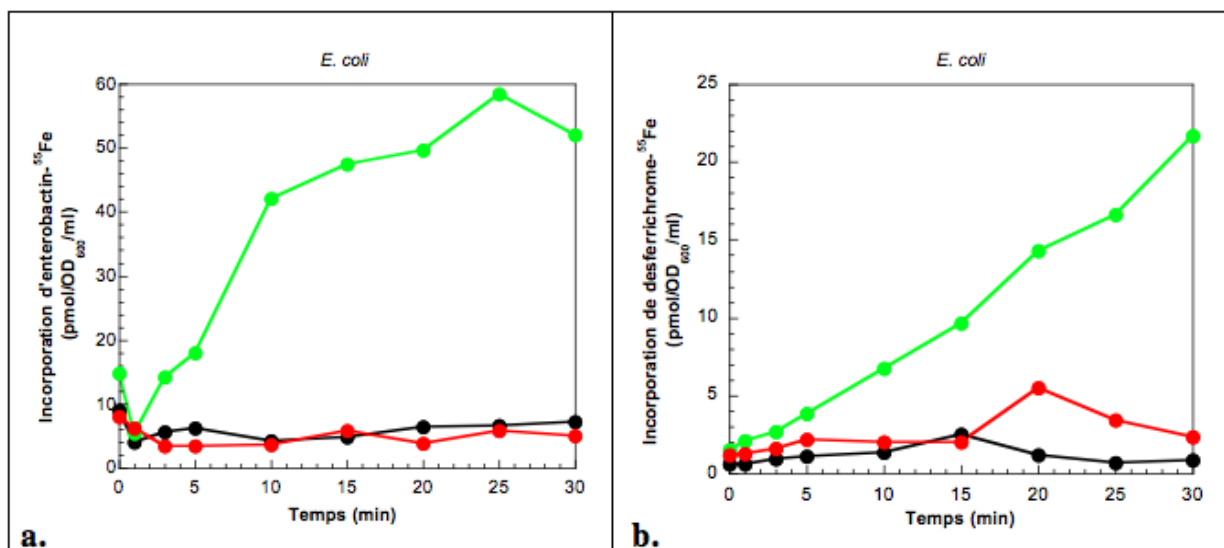 E. coli
Incorporation d'enterobactin-⁵⁵Fe
(pmol/OD₆₀₀/ml)
60
50
40
30
20
10
0
0 5 10 15 20 25 30
Temps (min)
a.
E. coli
Incorporation de desferrichrome-⁵⁵Fe
(pmol/OD₆₀₀/ml)
25
20
15
10
5
0
0 5 10 15 20 25 30
Temps (min)
b.